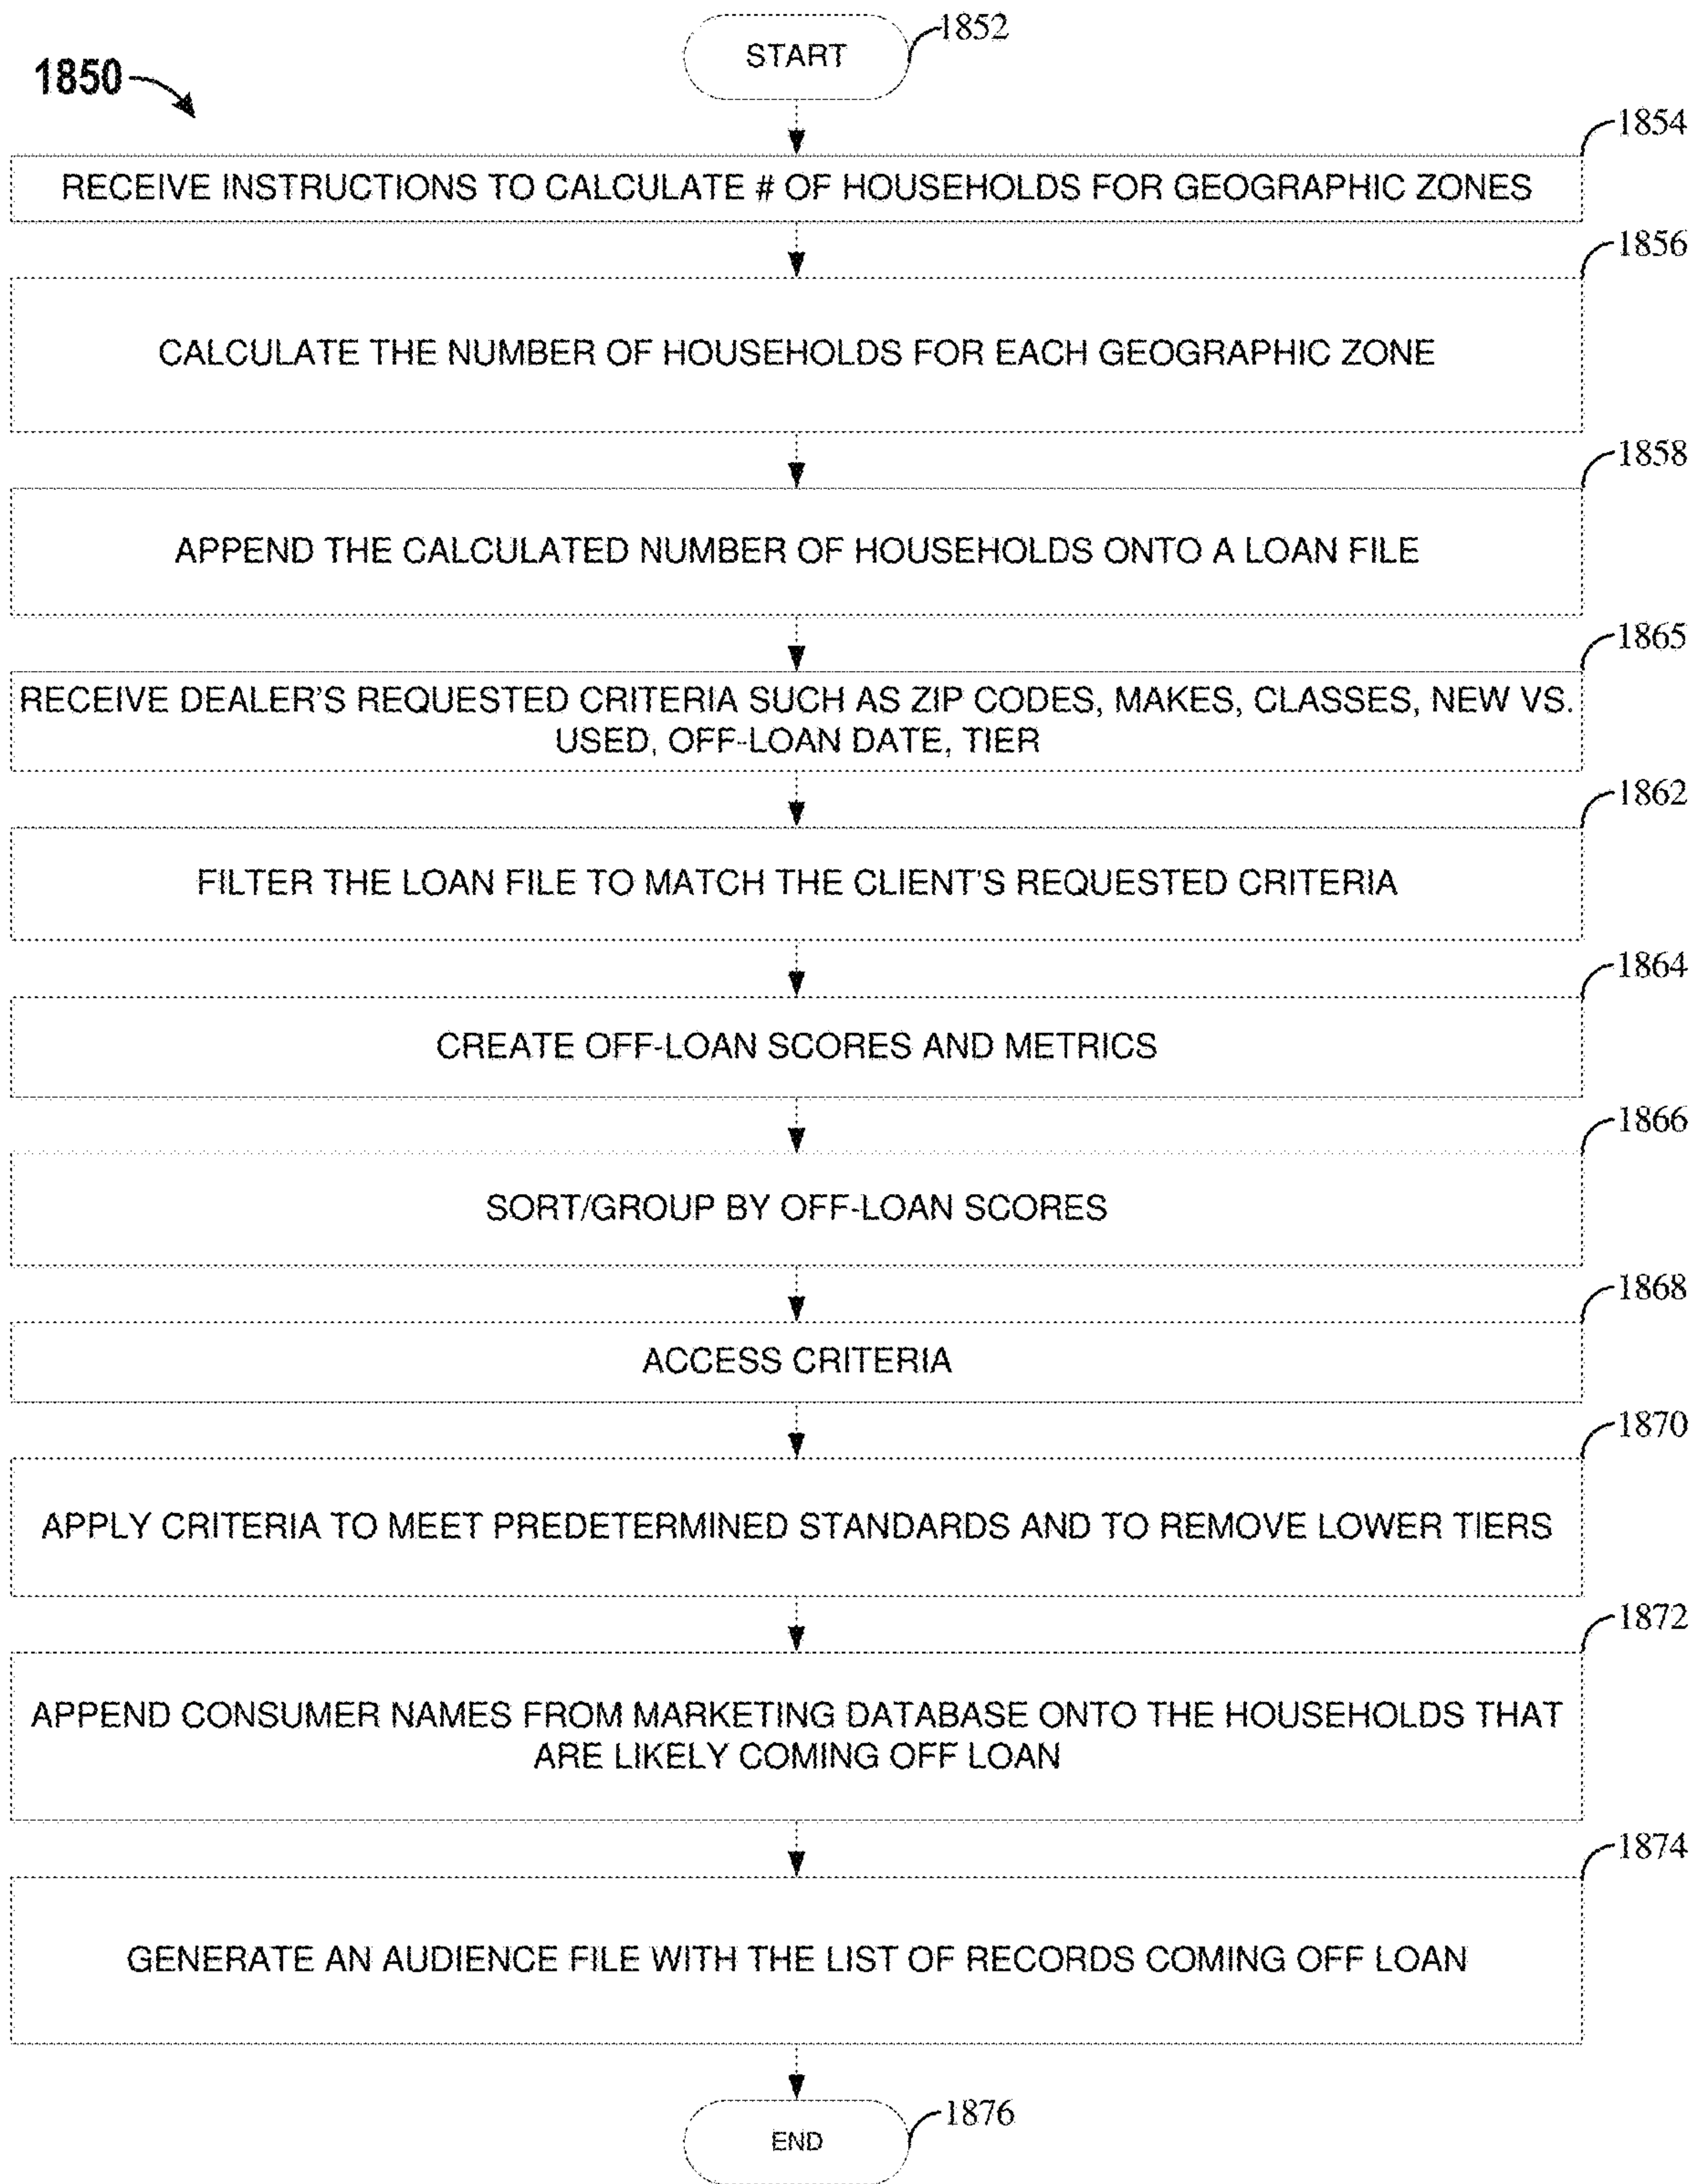 1850
START
1852
1854
RECEIVE INSTRUCTIONS TO CALCULATE # OF HOUSEHOLDS FOR GEOGRAPHIC ZONES
1856
CALCULATE THE NUMBER OF HOUSEHOLDS FOR EACH GEOGRAPHIC ZONE
1858
APPEND THE CALCULATED NUMBER OF HOUSEHOLDS ONTO A LOAN FILE
1865
RECEIVE DEALER'S REQUESTED CRITERIA SUCH AS ZIP CODES, MAKES, CLASSES, NEW VS.
USED, OFF-LOAN DATE, TIER
1862
FILTER THE LOAN FILE TO MATCH THE CLIENT'S REQUESTED CRITERIA
1864
CREATE OFF-LOAN SCORES AND METRICS
1866
SORT/GROUP BY OFF-LOAN SCORES
1868
ACCESS CRITERIA
1870
APPLY CRITERIA TO MEET PREDETERMINED STANDARDS AND TO REMOVE LOWER TIERS
1872
APPEND CONSUMER NAMES FROM MARKETING DATABASE ONTO THE HOUSEHOLDS THAT
ARE LIKELY COMING OFF LOAN
1874
GENERATE AN AUDIENCE FILE WITH THE LIST OF RECORDS COMING OFF LOAN
1876
END